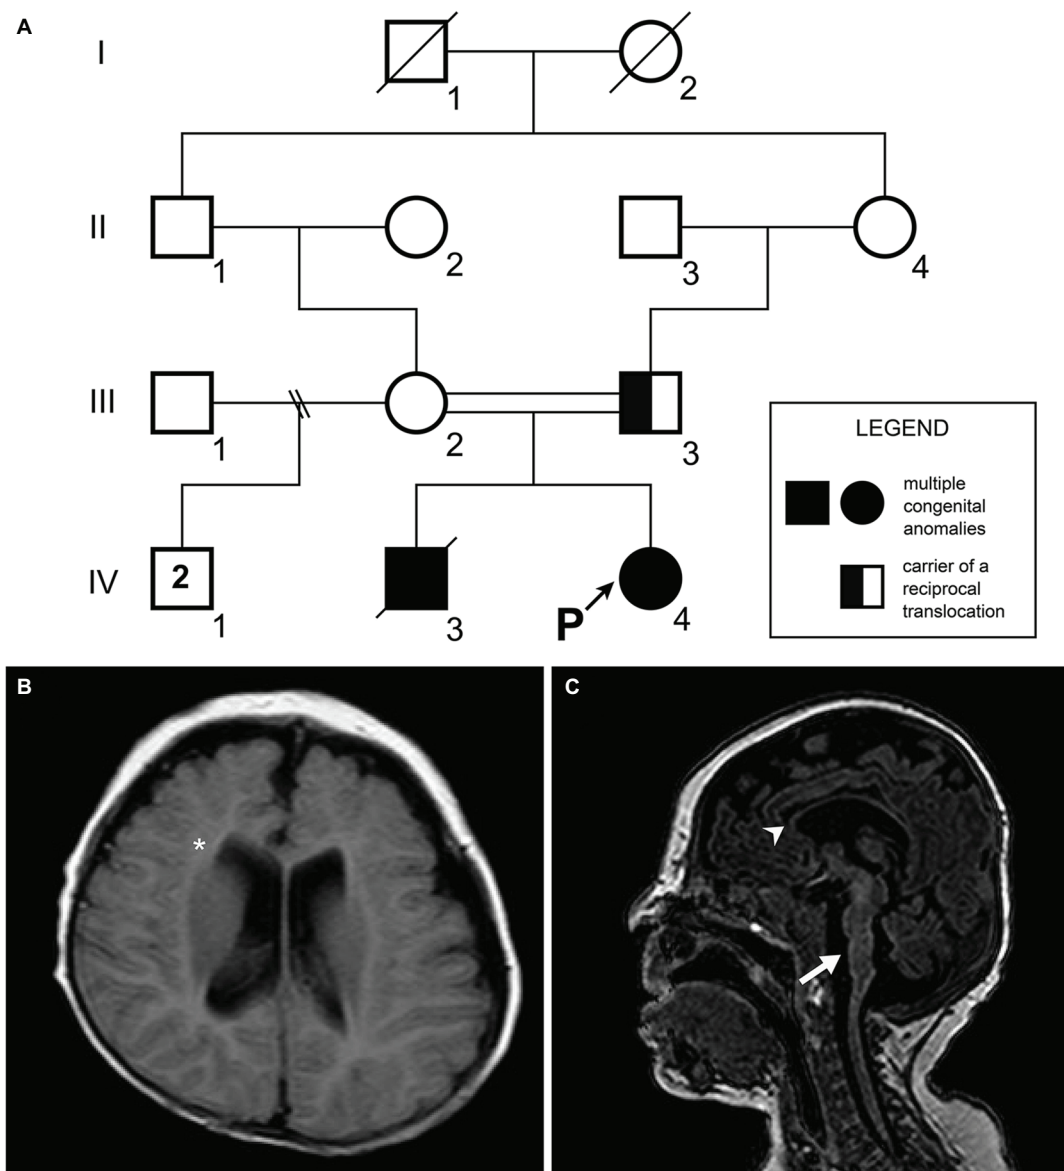 A
I
1
2
II
1
2
3
4
III
1
2
3
LEGEND
multiple
congenital
anomalies
carrier of a
reciprocal
translocation
IV
2
1
3
P
4
B
*
C